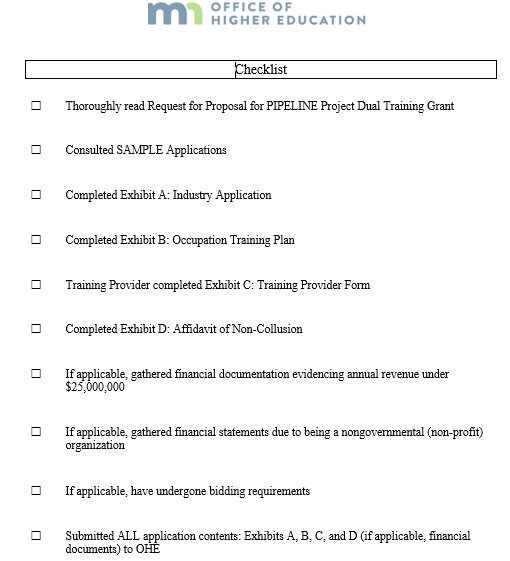 mn OFFICE OF
HIGHER EDUCATION
Checklist
☐ Thoroughly read Request for Proposal for PIPELINE Project Dual Training Grant
☐ Consulted SAMPLE Applications
☐ Completed Exhibit A: Industry Application
☐ Completed Exhibit B: Occupation Training Plan
☐ Training Provider completed Exhibit C: Training Provider Form
☐ Completed Exhibit D: Affidavit of Non-Collusion
☐ If applicable, gathered financial documentation evidencing annual revenue under
$25,000,000
☐ If applicable, gathered financial statements due to being a nongovernmental (non-profit)
organization
☐ If applicable, have undergone bidding requirements
☐ Submitted ALL application contents: Exhibits A, B, C, and D (if applicable, financial
documents) to OHE